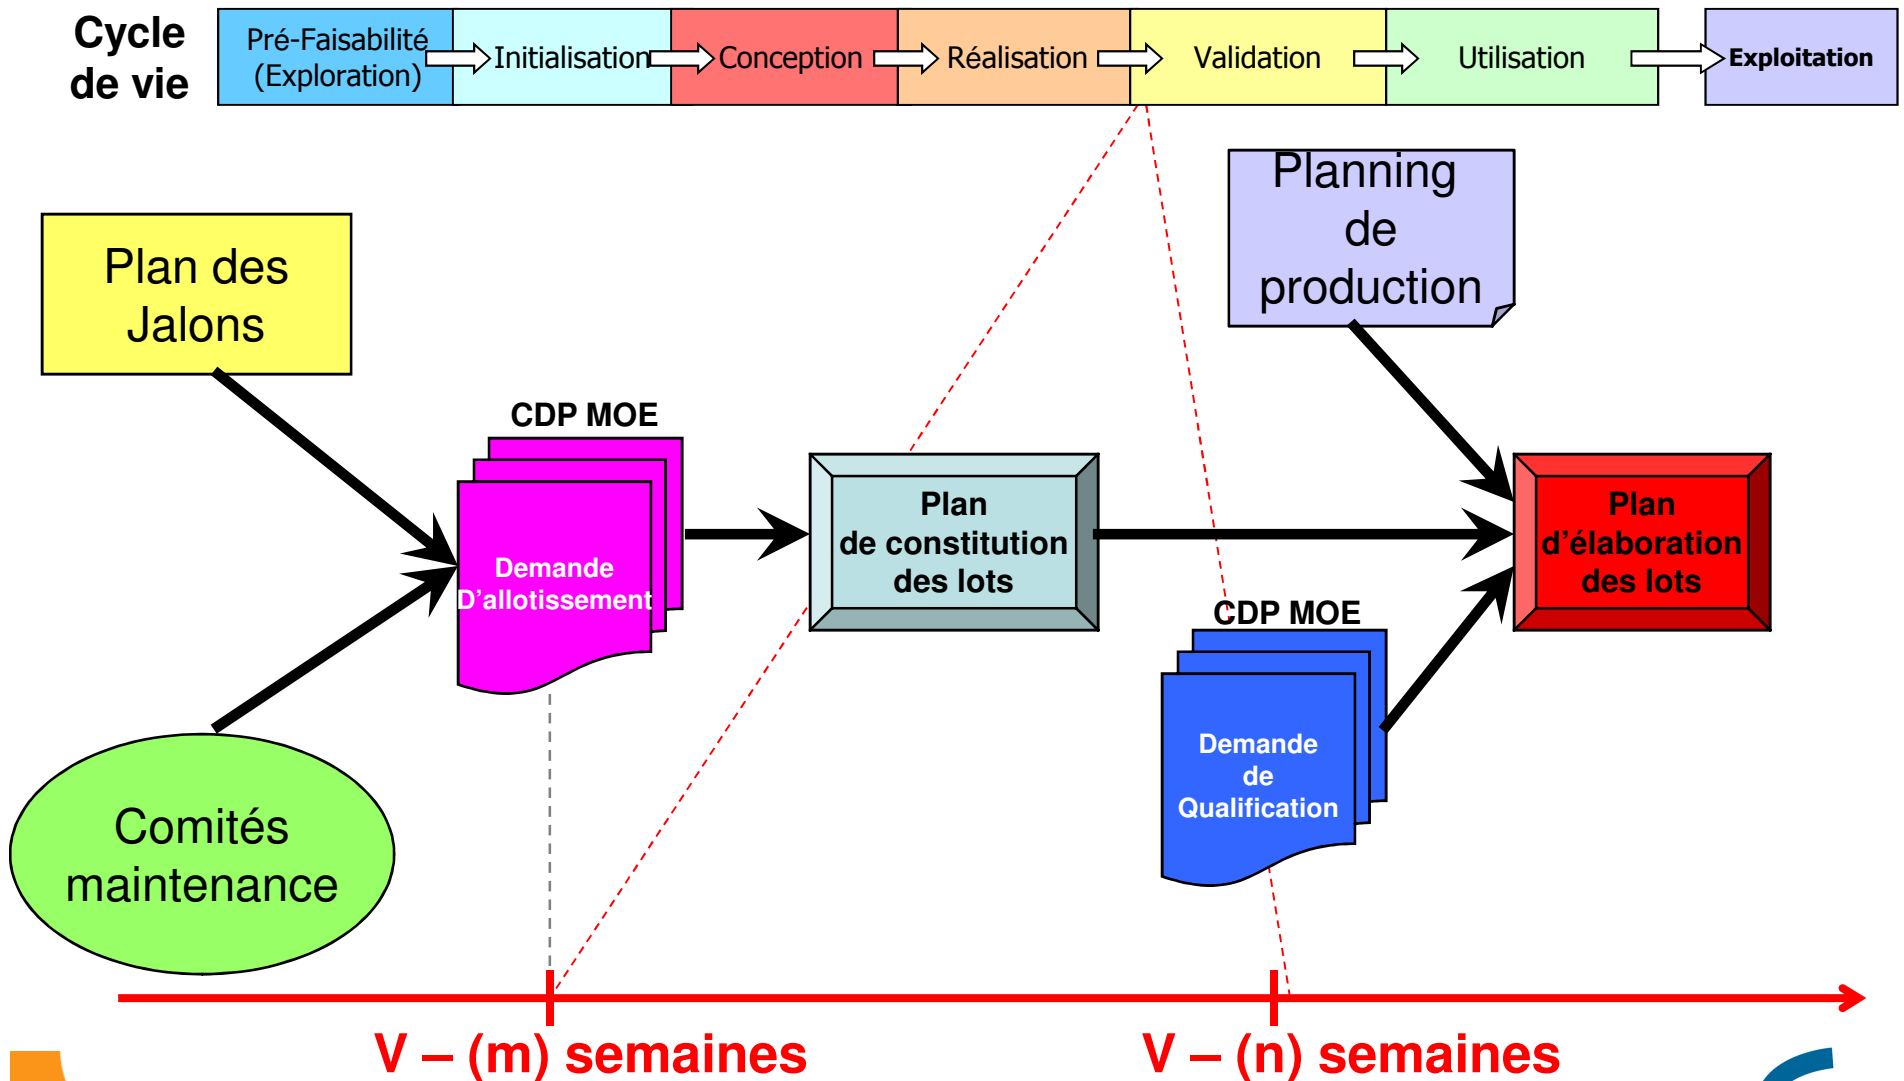 Cycle
de vie
Pré-Faisabilité
(Exploration)
Initialisation
Conception
Réalisation
Validation
Utilisation
Exploitation
Planning
de
production
Plan des
Jalons
CDP MOE
Demande
D'allotissement
Plan
de constitution
des lots
Plan
d'élaboration
des lots
CDP MOE
Demande
de
Qualification
Comités
maintenance
V – (m) semaines
V – (n) semaines